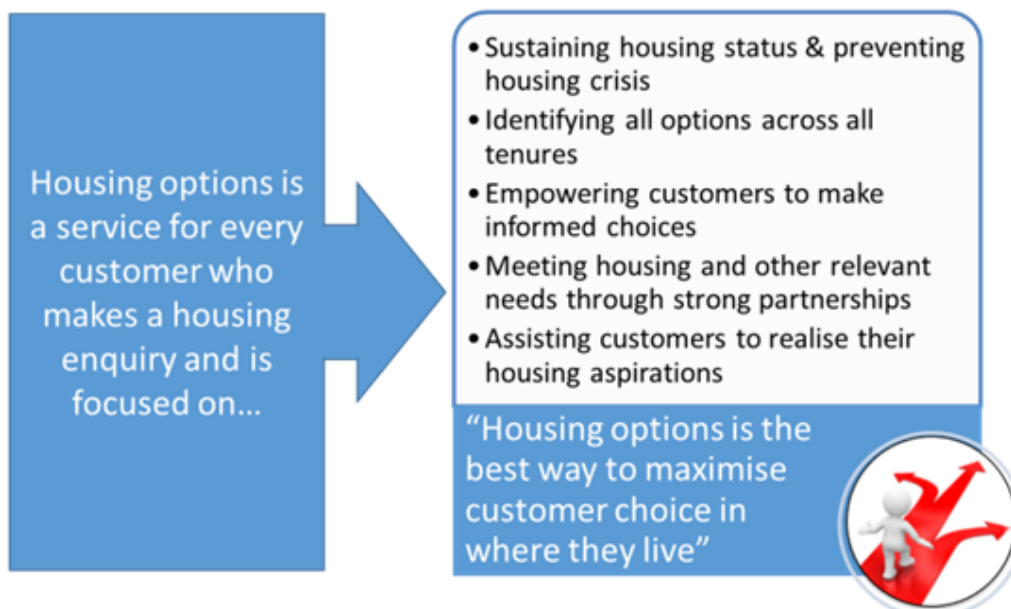 Housing options is
a service for every
customer who
makes a housing
enquiry and is
focused on...
•Sustaining housing status & preventing
housing crisis
•Identifying all options across all
tenures
•Empowering customers to make
informed choices
•Meeting housing and other relevant
needs through strong partnerships
•Assisting customers to realise their
housing aspirations
“Housing options is the
best way to maximise
customer choice in
where they live”